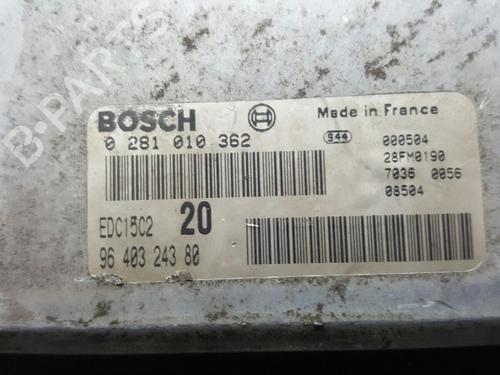 BOSCH
Made in France
0 281 010 362
944
000504
28FM0190
7036 0056
08504
EDC15C2 20
96 403 243 80
B-PARTS